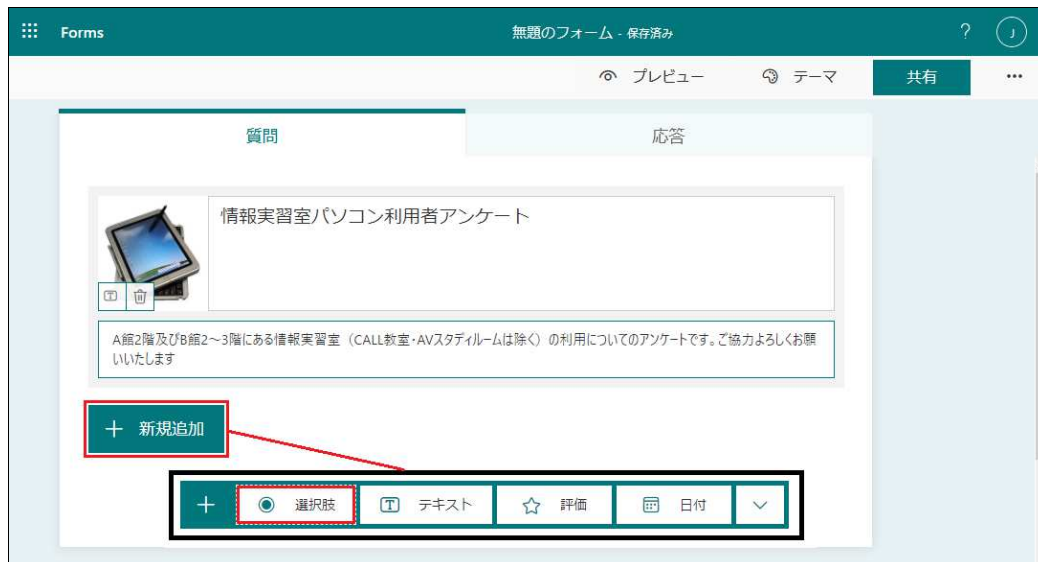 Forms
無題のフォーム - 保存済み
?
J
プレビュー
テーマ
共有
質問
応答
情報実習室パソコン利用者アンケート
A館2階及びB館2～3階にある情報実習室（CALL教室・AVスタディルームは除く）の利用についてのアンケートです。ご協力よろしくお願
いいたします
＋ 新規追加
＋ 選択肢 テキスト 評価 日付